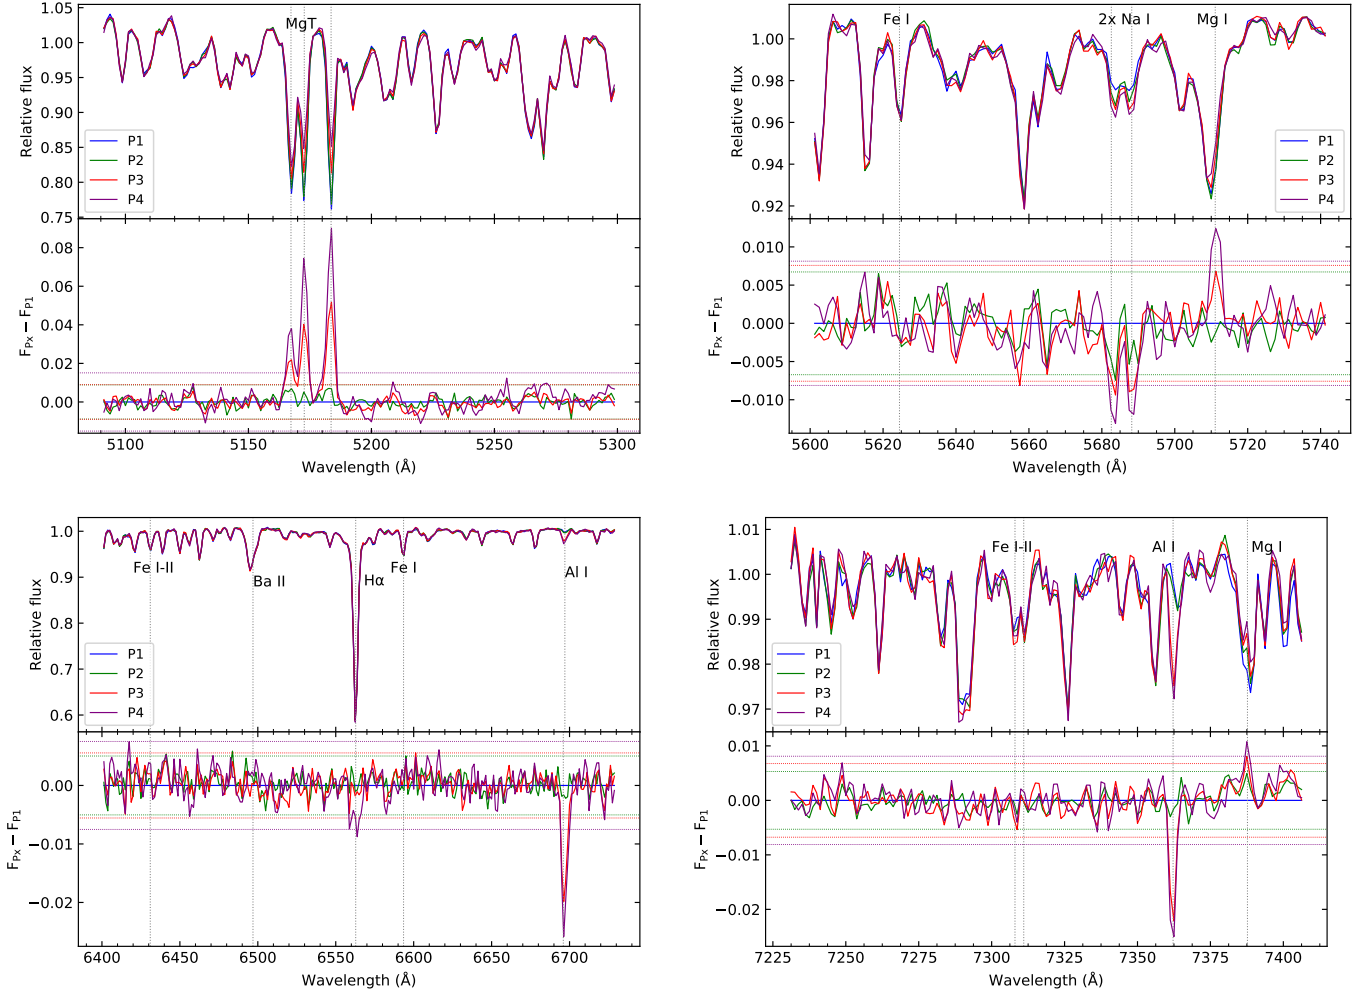 1.05
1.00
0.95
0.90
0.85
0.80
0.75
Relative flux
MgT
P1
P2
P3
P4
0.08
0.06
0.04
0.02
0.00
F_Px − F_P1
5100 5150 5200 5250 5300
Wavelength (Å)
1.00
0.98
0.96
0.94
0.92
Relative flux
Fe I 2x Na I Mg I
P1
P2
P3
P4
0.010
0.005
0.000
−0.005
−0.010
F_Px − F_P1
5600 5620 5640 5660 5680 5700 5720 5740
Wavelength (Å)
1.0
0.9
0.8
0.7
0.6
Relative flux
Fe I-II Ba II Hα Fe I Al I
P1
P2
P3
P4
0.00
−0.01
−0.02
F_Px − F_P1
6400 6450 6500 6550 6600 6650 6700
Wavelength (Å)
1.01
1.00
0.99
0.98
0.97
Relative flux
Fe I-II Al I Mg I
P1
P2
P3
P4
0.01
0.00
−0.01
−0.02
F_Px − F_P1
7225 7250 7275 7300 7325 7350 7375 7400
Wavelength (Å)